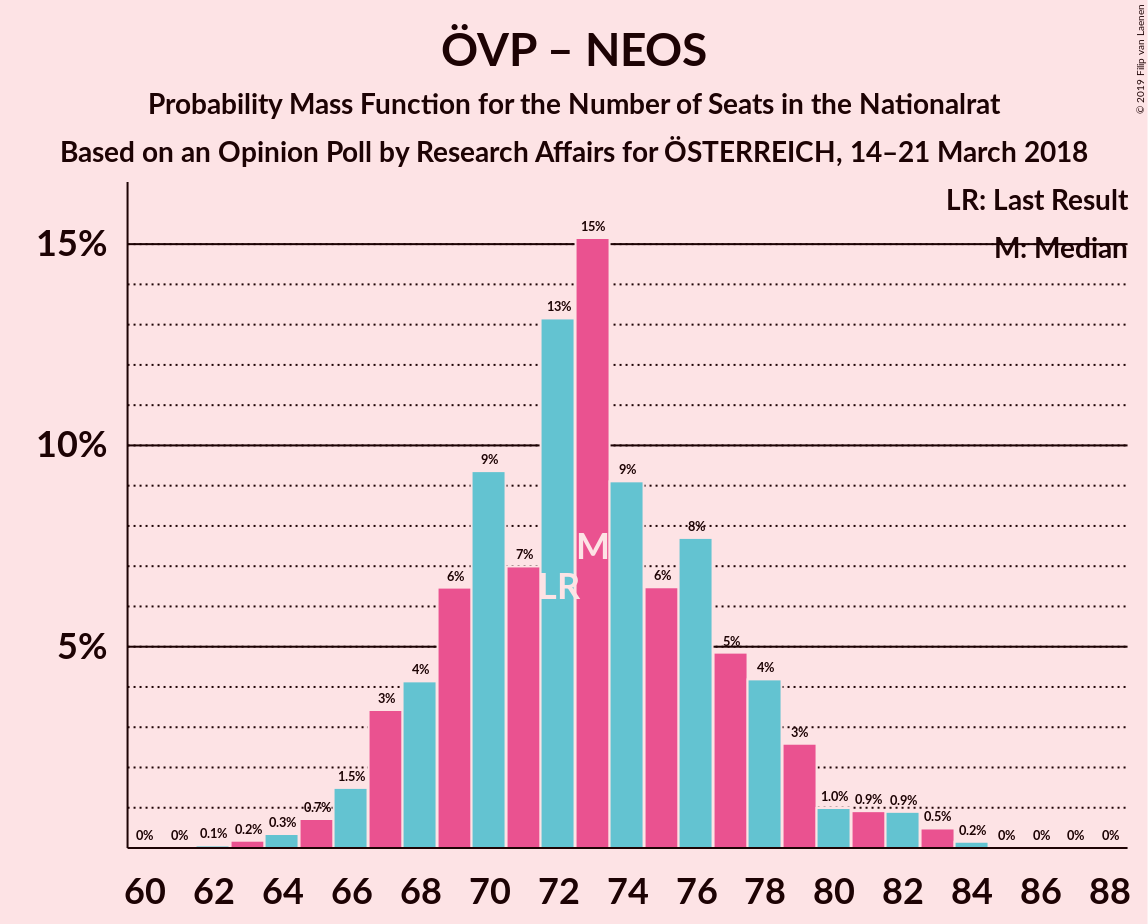 © 2019 Filip van Laenen
ÖVP – NEOS
Probability Mass Function for the Number of Seats in the Nationalrat
Based on an Opinion Poll by Research Affairs for ÖSTERREICH, 14–21 March 2018
LR: Last Result
M: Median
15%
10%
5%
0% 0% 0.1% 0.2% 0.3% 0.7% 1.5% 3% 4% 6% 9% 7% 13% 15% 9% 6% 8% 5% 4% 3% 1.0% 0.9% 0.9% 0.5% 0.2% 0% 0% 0% 0%
M
LR
60 62 64 66 68 70 72 74 76 78 80 82 84 86 88